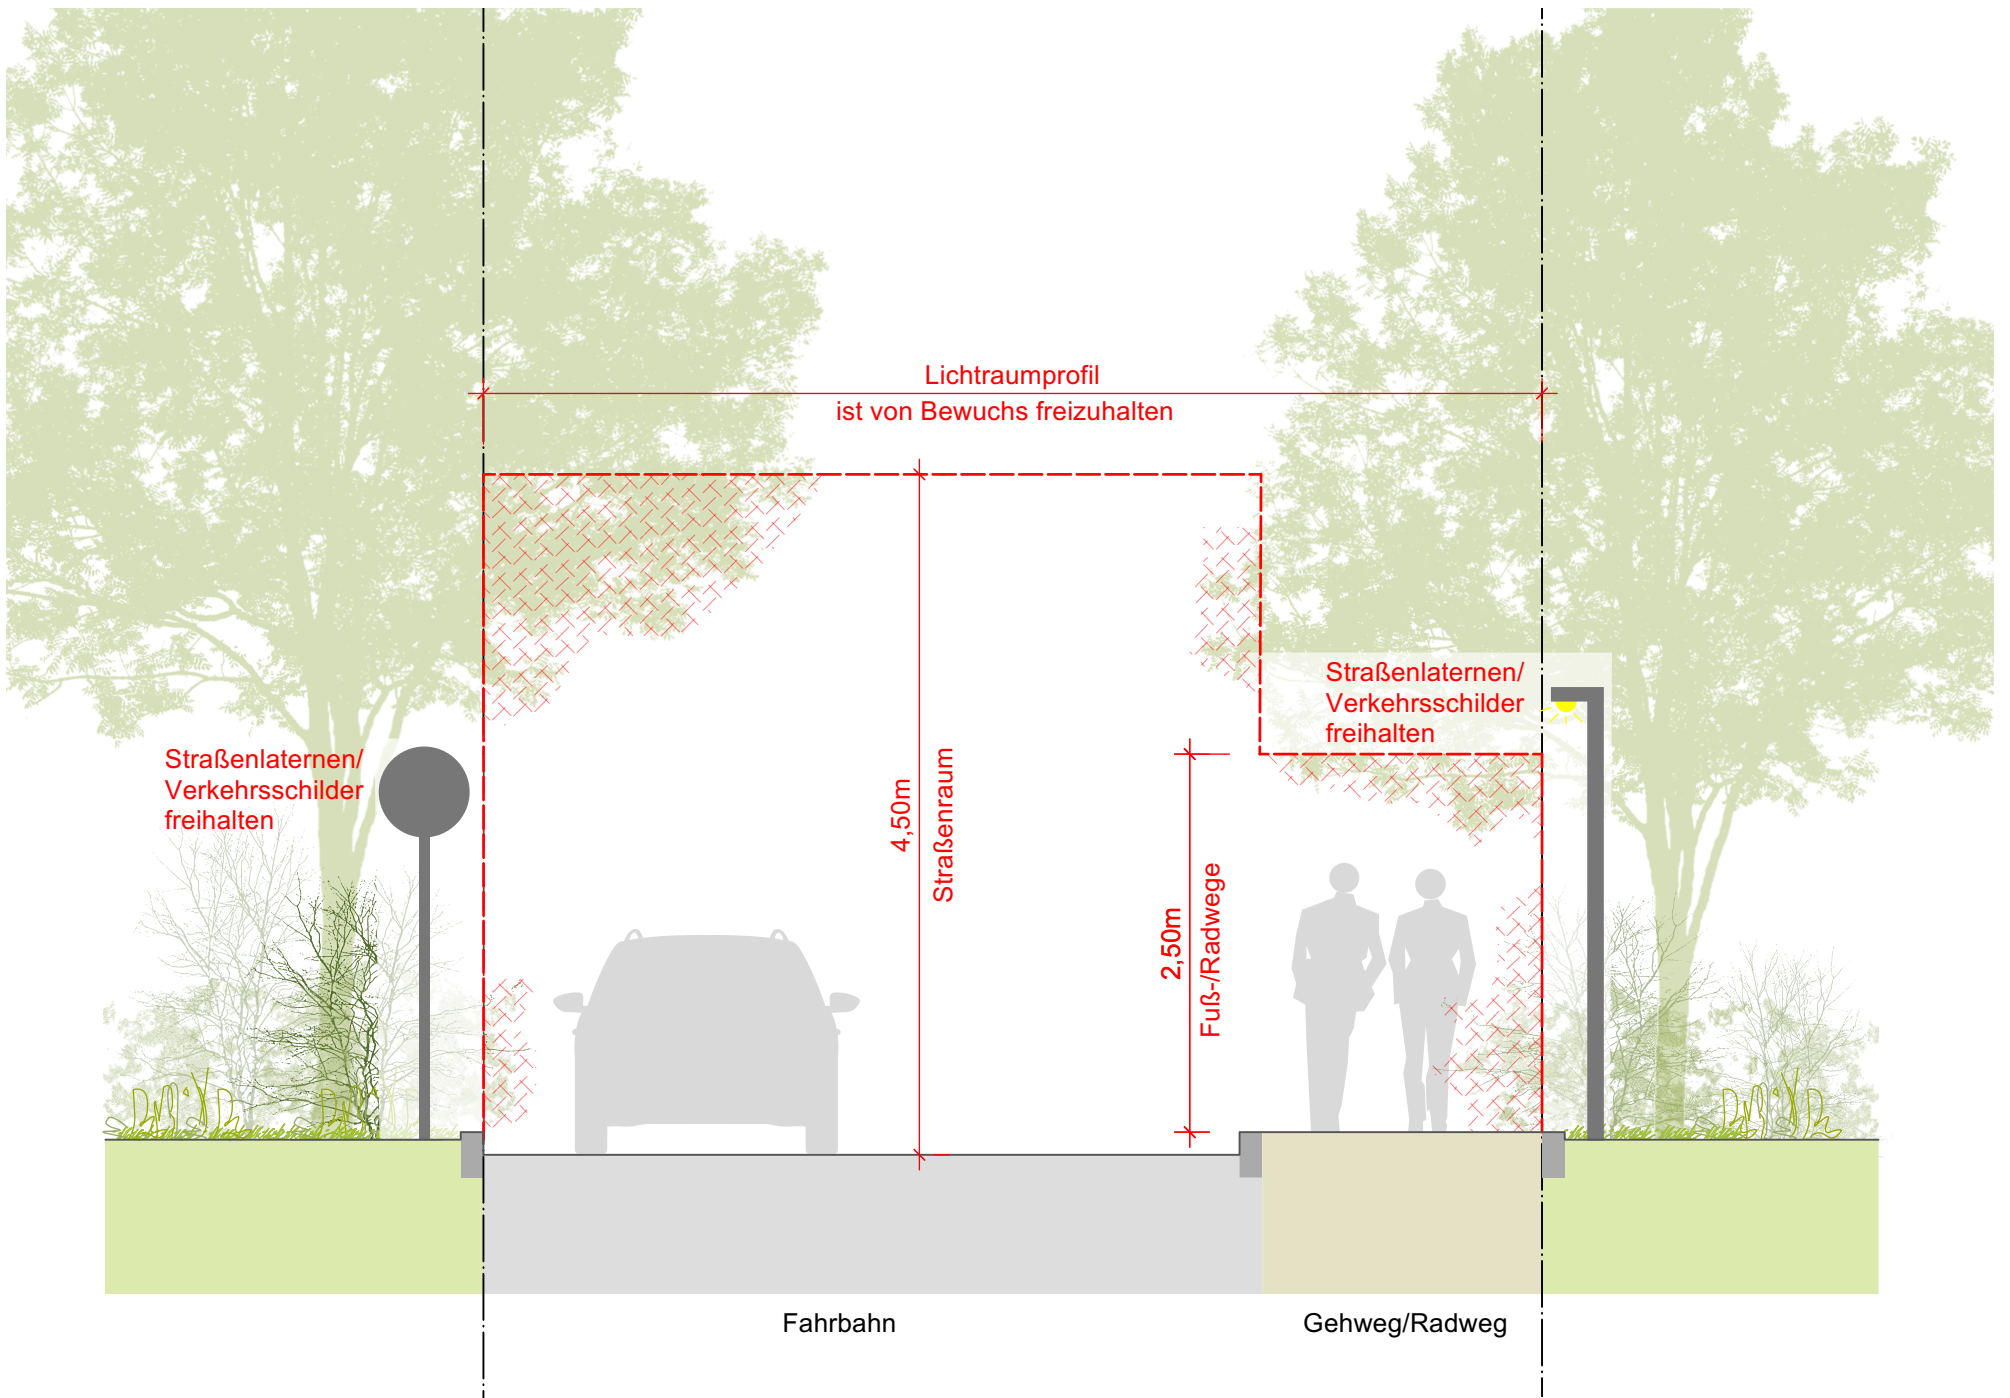 Lichtraumprofil
ist von Bewuchs freizuhalten
Straßenlaternen/
Verkehrsschilder
freihalten
Straßenlaternen/
Verkehrsschilder
freihalten
4,50m
Straßenraum
2,50m
Fuß-/Radwege
Fahrbahn
Gehweg/Radweg